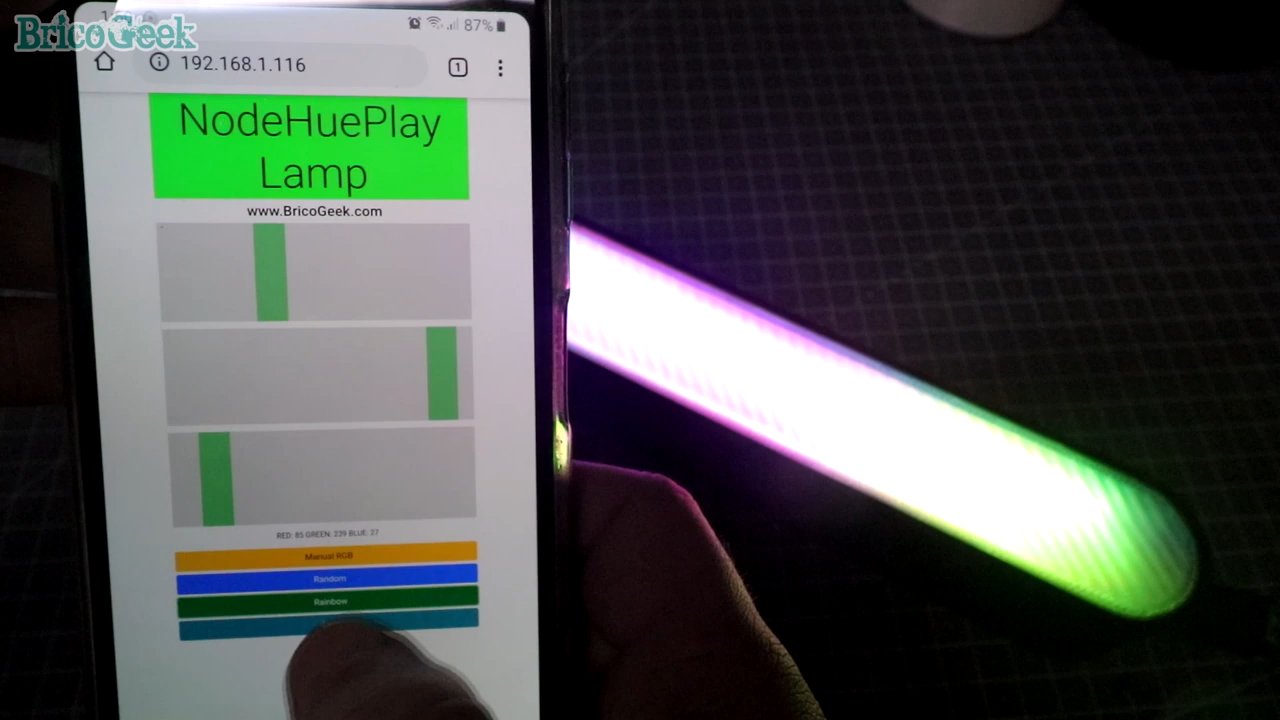 BricoGeek
87%
192.168.1.116
1
NodeHuePlay
Lamp
www.BricoGeek.com
RED: 85 GREEN: 239 BLUE: 27
Manual RGB
Random
Rainbow